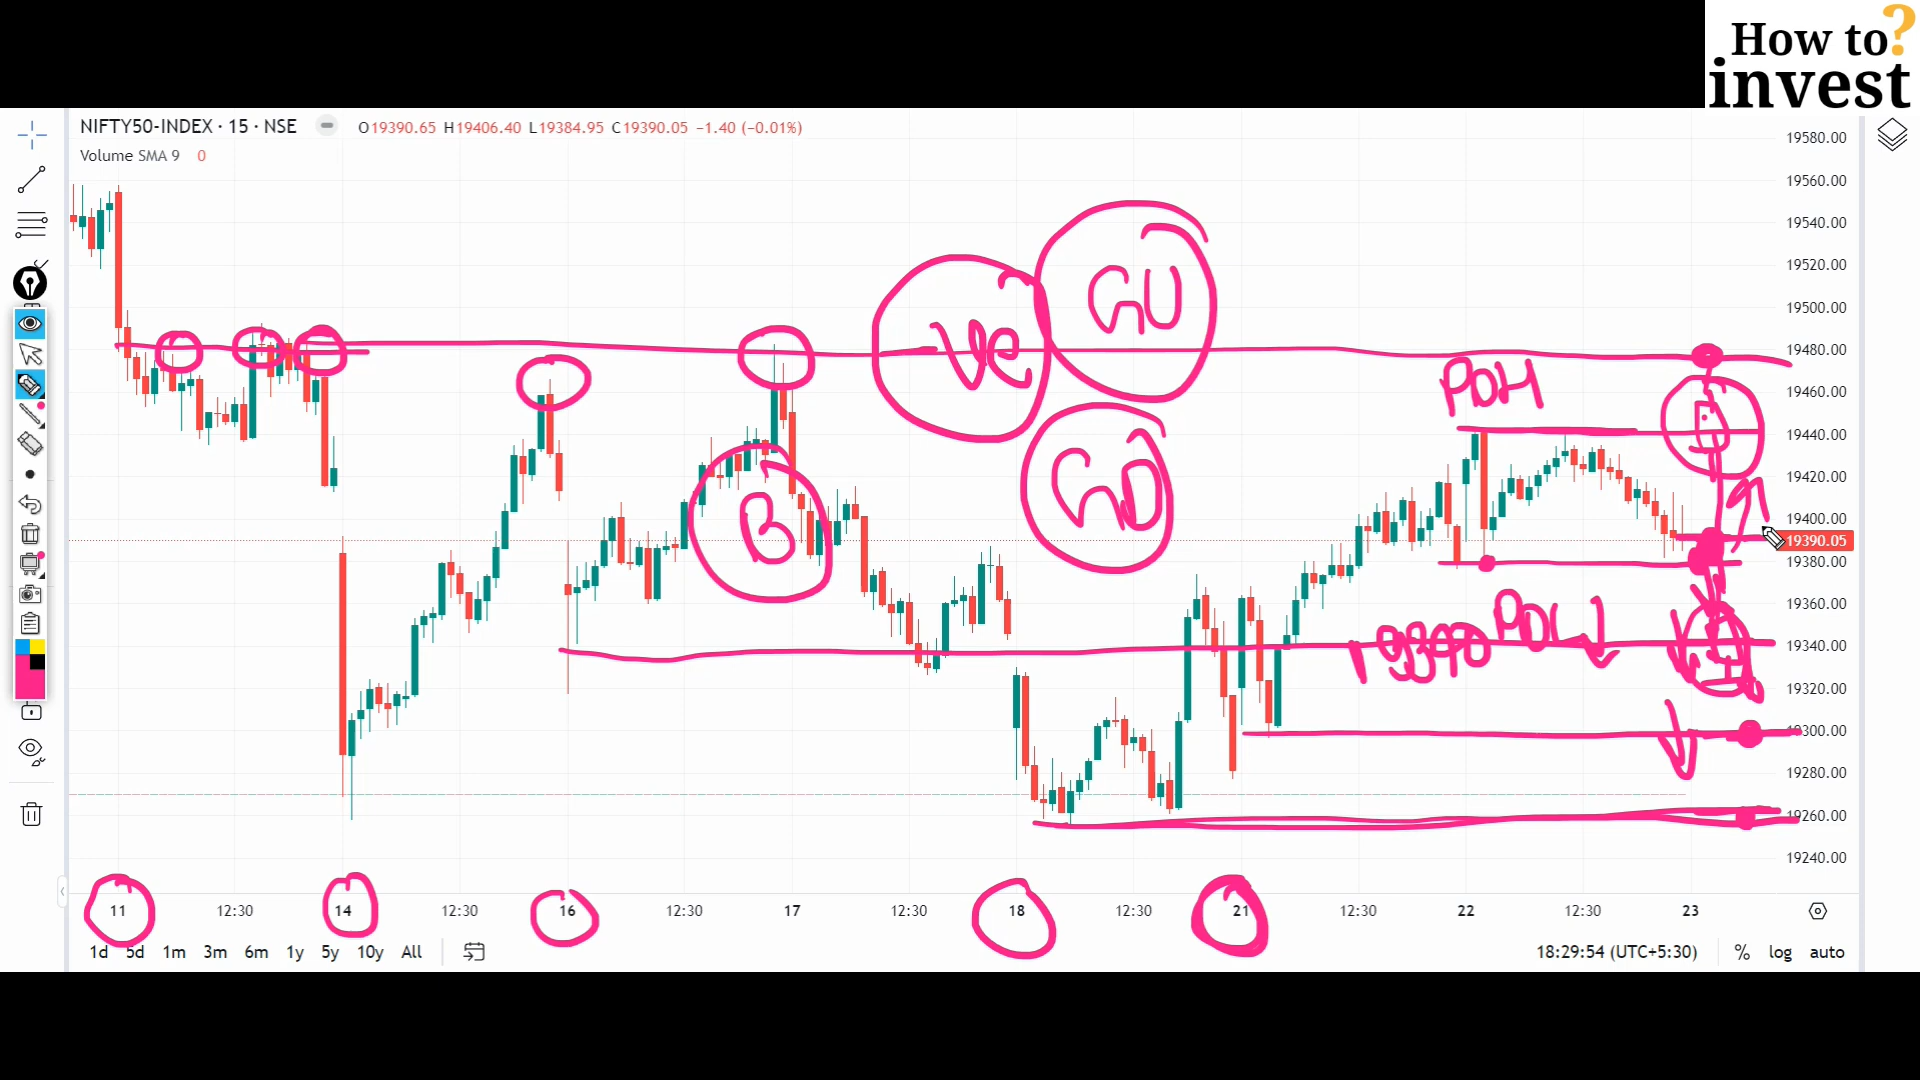 How to?
invest
NIFTY50-INDEX · 15 · NSE O19390.65 H19406.40 L19384.95 C19390.05 −1.40 (−0.01%)
Volume SMA 9 0
19580.00
19560.00
19540.00
19520.00
19500.00
19480.00
19460.00
19440.00
19420.00
19400.00
19390.05
19380.00
19360.00
19340.00
19320.00
19300.00
19280.00
19260.00
19240.00
GU
GD
B
PDH
PDL
11 12:30 14 12:30 16 12:30 17 12:30 18 12:30 21 12:30 22 12:30 23
1d 5d 1m 3m 6m 1y 5y 10y All 18:29:54 (UTC+5:30) % log auto